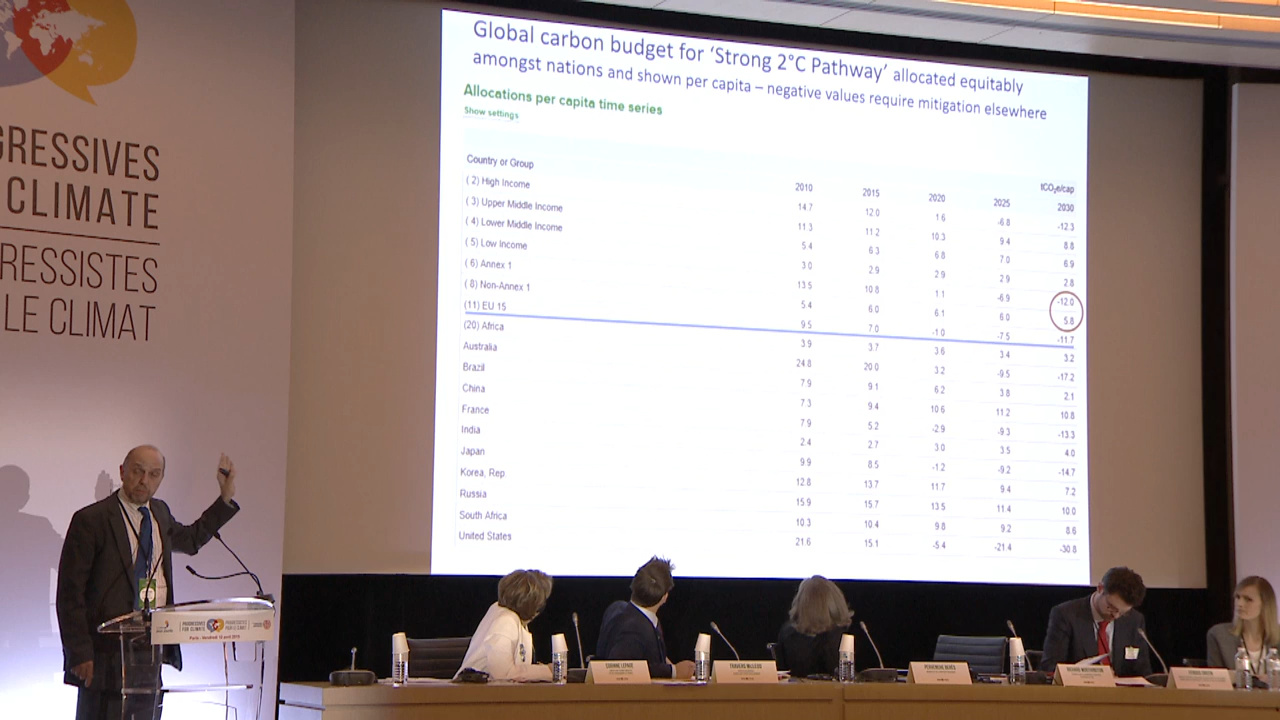 GRESSIVES
CLIMATE
RESSISTES
LE CLIMAT
Global carbon budget for ‘Strong 2°C Pathway’ allocated equitably
amongst nations and shown per capita – negative values require mitigation elsewhere
Allocations per capita time series
Show settings
tCO₂e/cap
Country or Group 2010 2015 2020 2025 2030
( 2) High Income 14.7 12.0 1.6 -6.8 -12.3
( 3) Upper Middle Income 11.3 11.2 10.3 9.4 8.8
( 4) Lower Middle Income 5.4 6.3 6.8 7.0 6.9
( 5) Low Income 3.0 2.9 2.9 2.9 2.8
( 6) Annex 1 13.5 10.8 1.1 -6.9 -12.0
( 8) Non-Annex 1 5.4 6.0 6.1 6.0 5.8
(11) EU 15 9.5 7.0 -1.0 -7.5 -11.7
(20) Africa 3.9 3.7 3.6 3.4 3.2
Australia 24.8 20.0 3.2 -9.5 -17.2
Brazil 7.9 9.1 6.2 3.8 2.1
China 7.3 9.4 10.6 11.2 10.8
France 7.9 5.2 -2.9 -9.3 -13.3
India 2.4 2.7 3.0 3.5 4.0
Japan 9.9 8.5 -1.2 -9.2 -14.7
Korea, Rep 12.8 13.7 11.7 9.4 7.2
Russia 15.9 15.7 13.5 11.4 10.0
South Africa 10.3 10.4 9.8 9.2 8.6
United States 21.6 15.1 -5.4 -21.4 -30.8
PROGRESSIVES
FOR CLIMATE
PROGRESSISTES
POUR LE CLIMAT
CORINNE LEPAGE